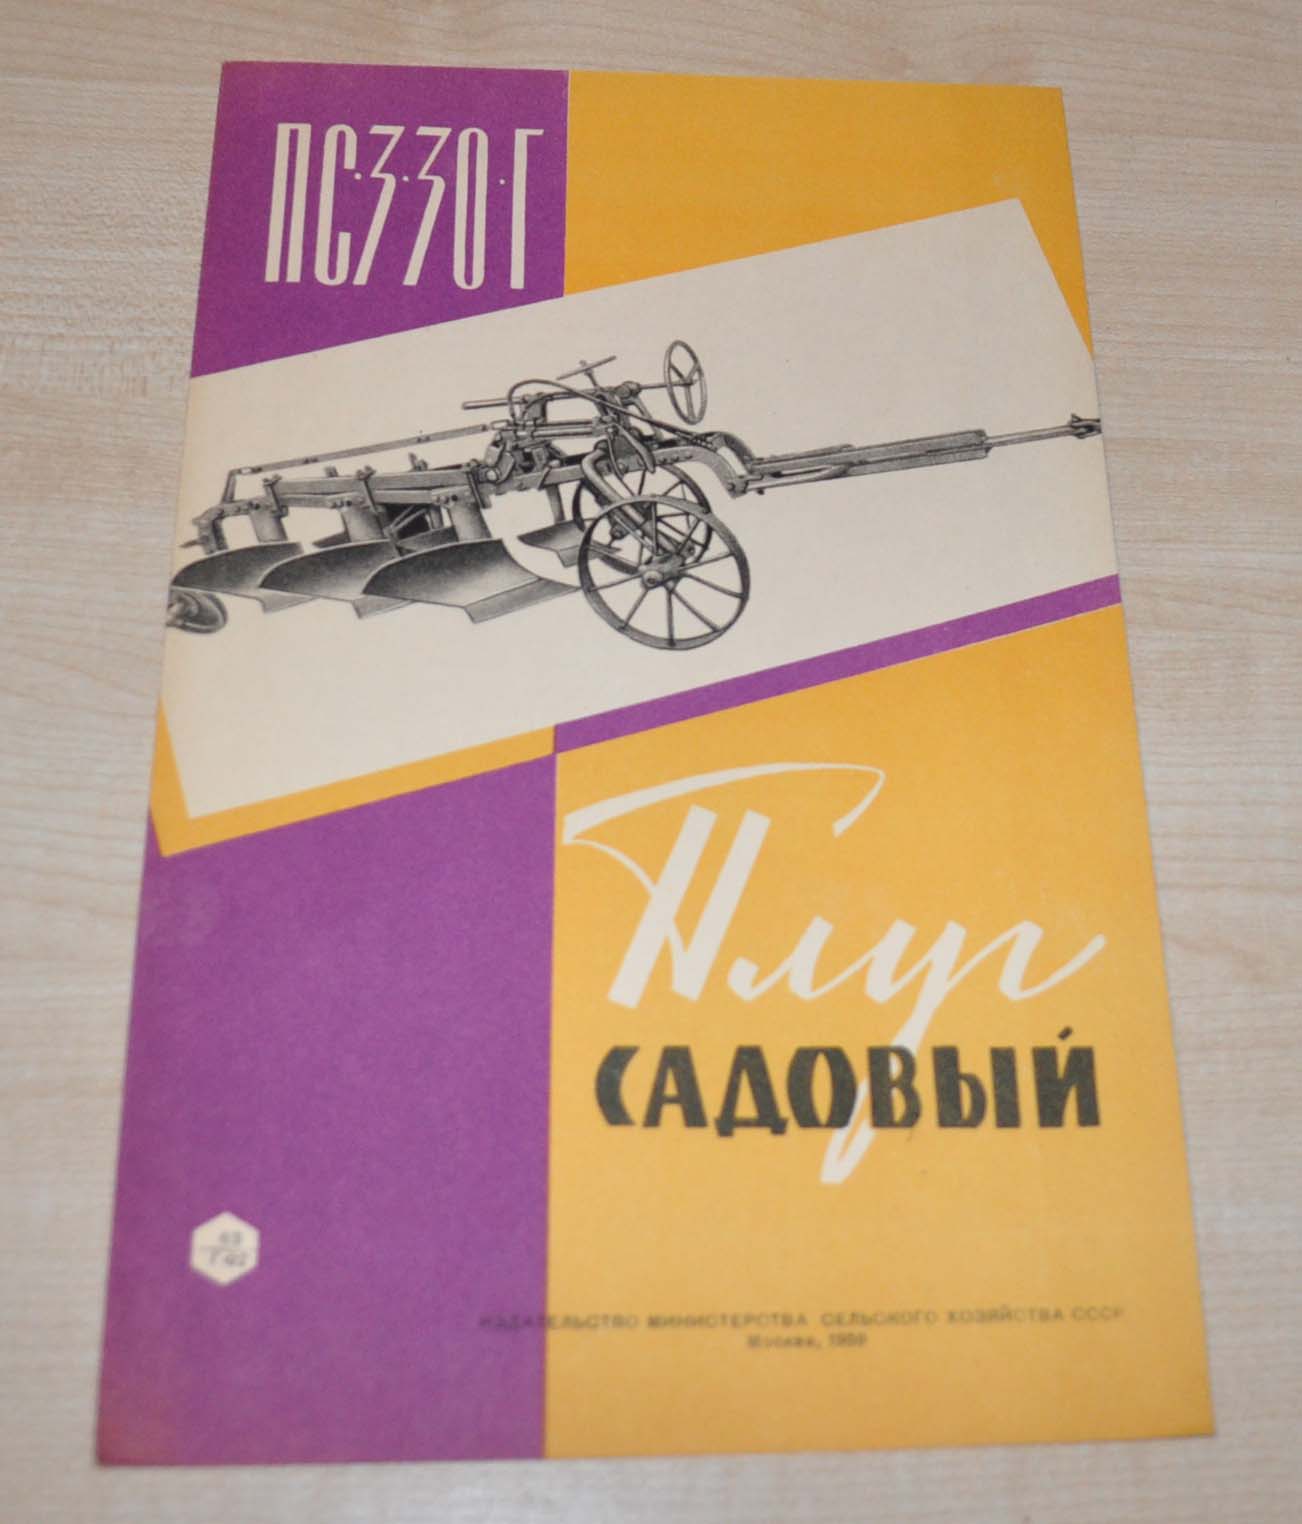 ПС·3·30·Г
Плуг
САДОВЫЙ
ИЗДАТЕЛЬСТВО МИНИСТЕРСТВА СЕЛЬСКОГО ХОЗЯЙСТВА СССР
Москва, 1959